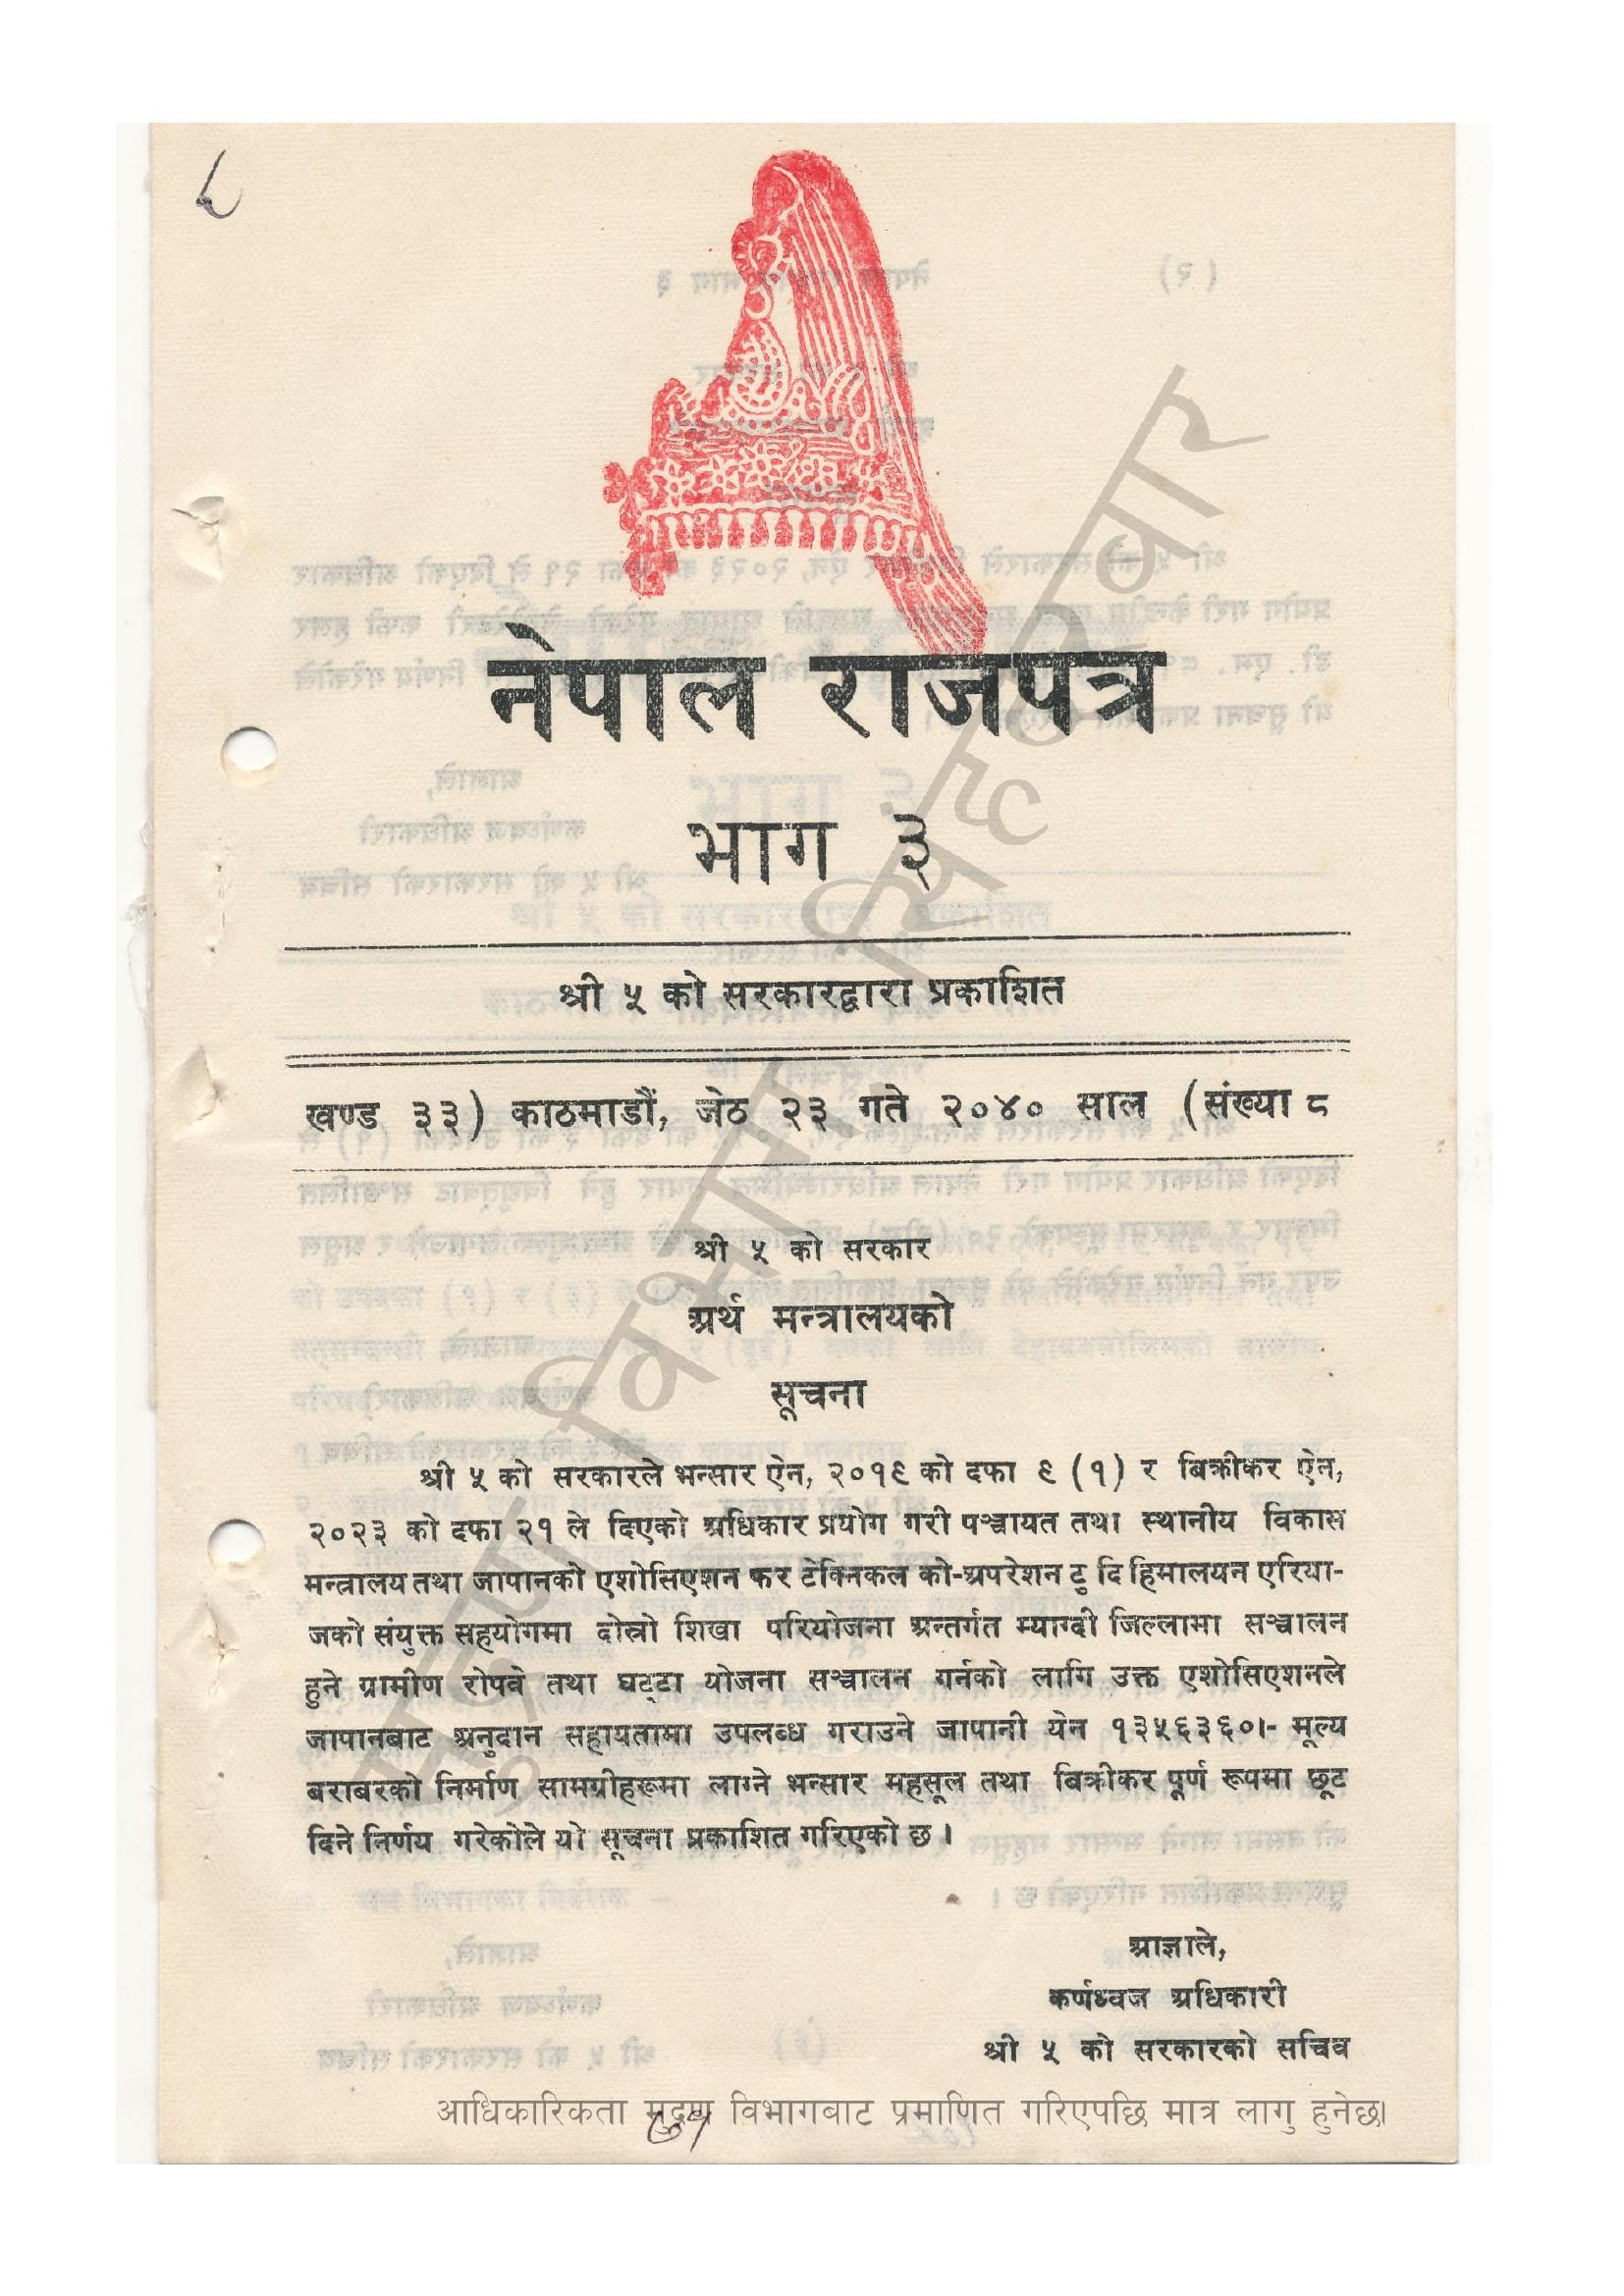 नेपाल राजपत्र
भाग ३
श्री ५ को सरकारद्वारा प्रकाशित
खण्ड ३३) काठमाडौं, जेठ २३ गते २०४० साल (संख्या ८
श्री ५ को सरकार
अर्थ मन्त्रालयको
सूचना
श्री ५ को सरकारले भन्सार ऐन, २०१९ को दफा ९ (१) र बिक्रीकर ऐन,
२०२३ को दफा २१ ले दिएको अधिकार प्रयोग गरी पञ्चायत तथा स्थानीय विकास
मन्त्रालय तथा जापानको एशोसिएशन फर टेक्निकल को-अपरेशन टु दि हिमालयन एरिया-
जको संयुक्त सहयोगमा दोस्रो शिखा परियोजना अन्तर्गत म्याग्दी जिल्लामा सञ्चालन
हुने ग्रामीण रोपवे तथा घट्टा योजना सञ्चालन गर्नको लागि उक्त एशोसिएशनले
जापानबाट अनुदान सहायतामा उपलब्ध गराउने जापानी येन १३५६३६०।- मूल्य
बराबरको निर्माण सामग्रीहरूमा लाग्ने भन्सार महसूल तथा बिक्रीकर पूर्ण रूपमा छूट
दिने निर्णय गरेकोले यो सूचना प्रकाशित गरिएको छ ।
आज्ञाले,
कर्णध्वज अधिकारी
श्री ५ को सरकारको सचिव
आधिकारिकता मुद्रण विभागबाट प्रमाणित गरिएपछि मात्र लागु हुनेछ।